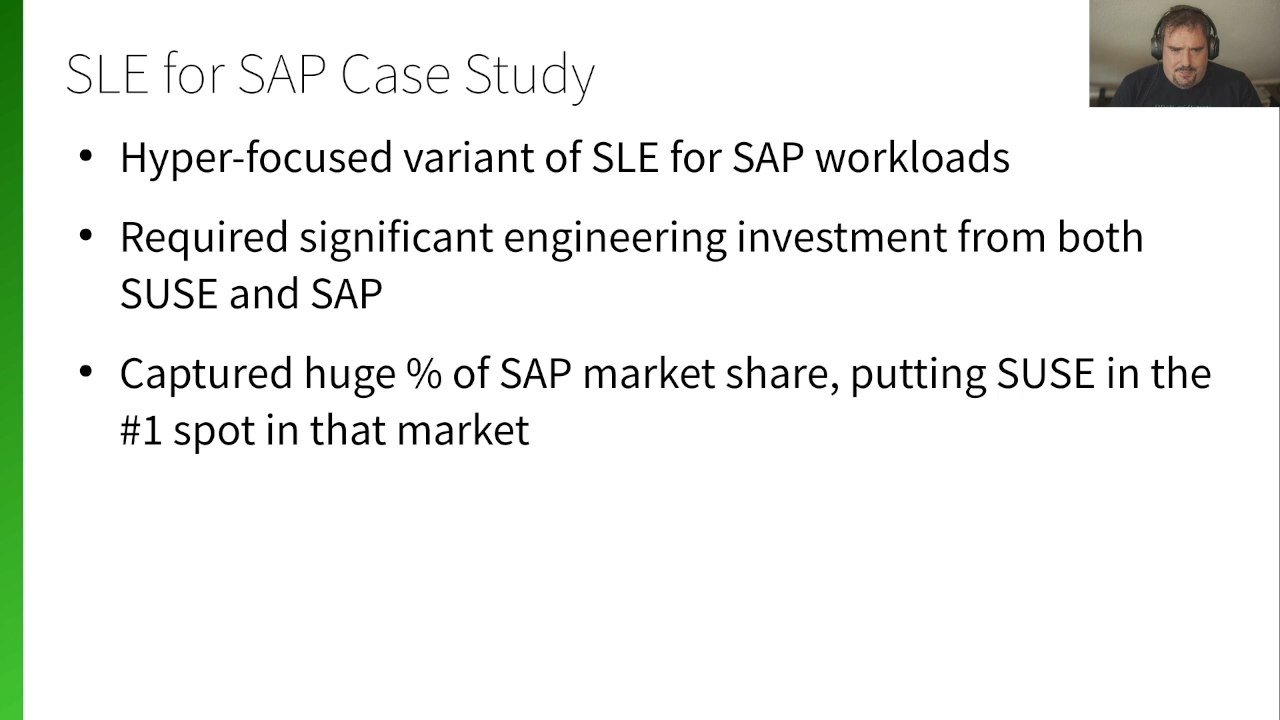 SLE for SAP Case Study
• Hyper-focused variant of SLE for SAP workloads
• Required significant engineering investment from both
SUSE and SAP
• Captured huge % of SAP market share, putting SUSE in the
#1 spot in that market